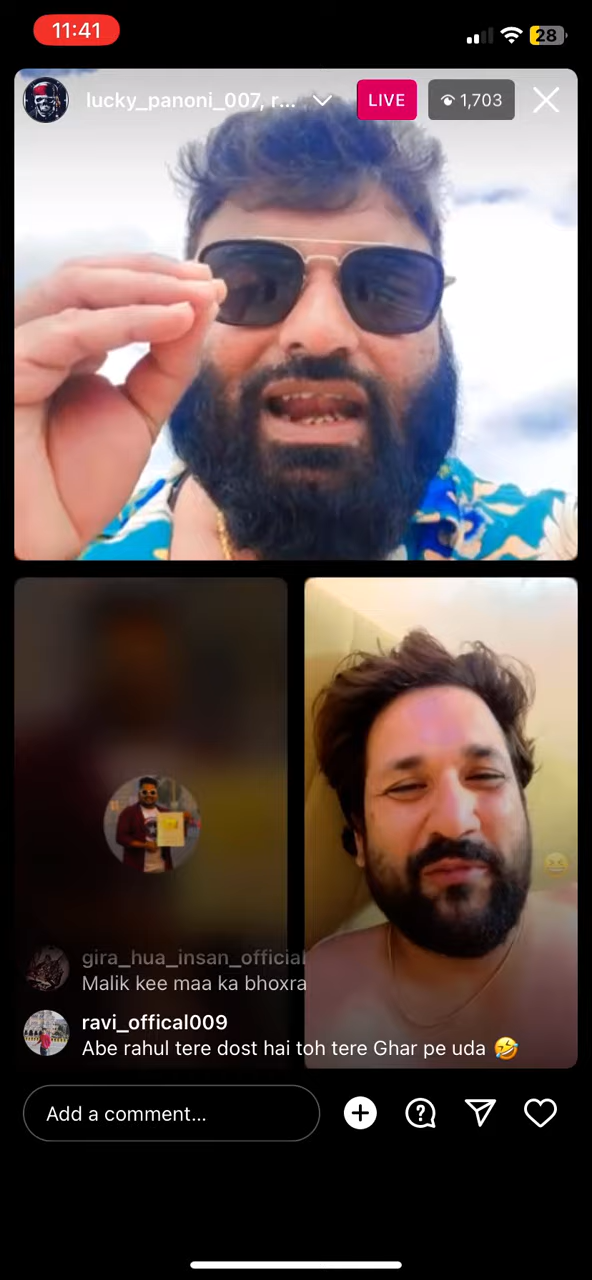 11:41
28
lucky_panoni_007, r...
LIVE
1,703
gira_hua_insan_official
Malik kee maa ka bhoxra
ravi_offical009
Abe rahul tere dost hai toh tere Ghar pe uda 🤣
Add a comment...